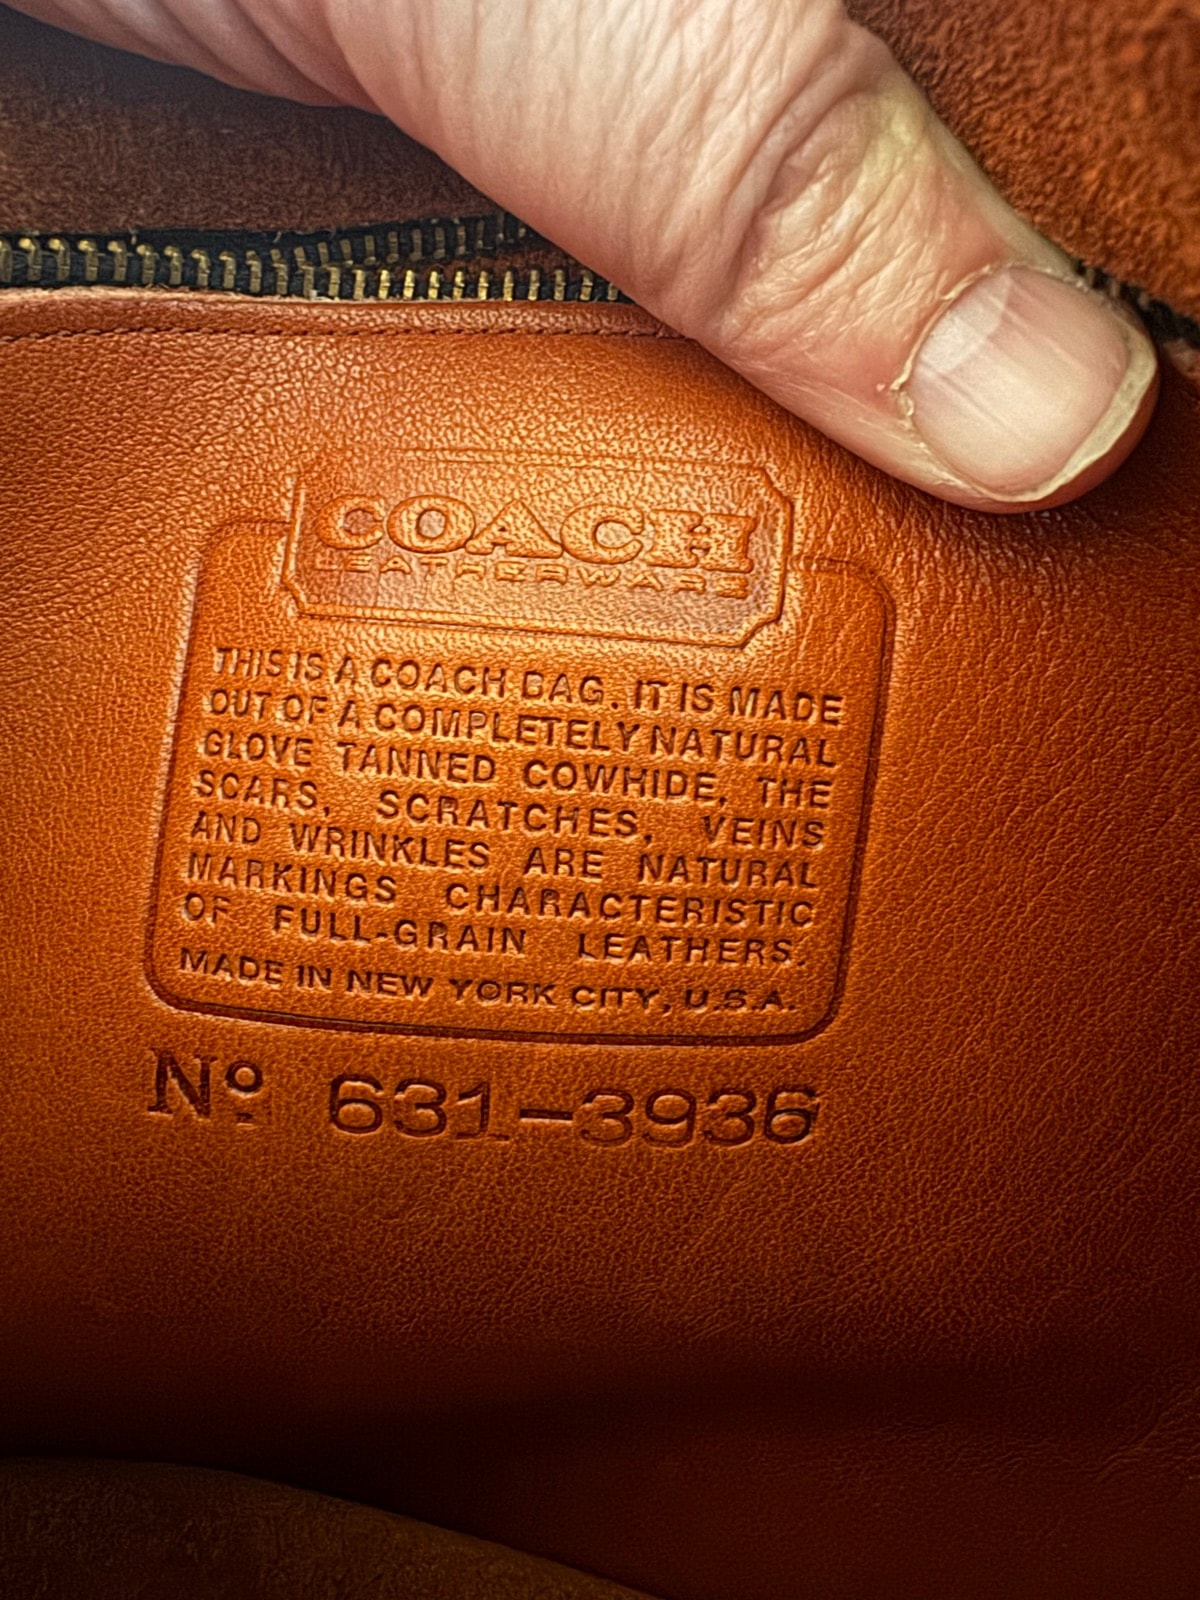 COACH
LEATHERWARE
THIS IS A COACH BAG. IT IS MADE
OUT OF A COMPLETELY NATURAL
GLOVE TANNED COWHIDE, THE
SCARS, SCRATCHES, VEINS
AND WRINKLES ARE NATURAL
MARKINGS CHARACTERISTIC
OF FULL-GRAIN LEATHERS.
MADE IN NEW YORK CITY, U.S.A.
Nº 631-3936